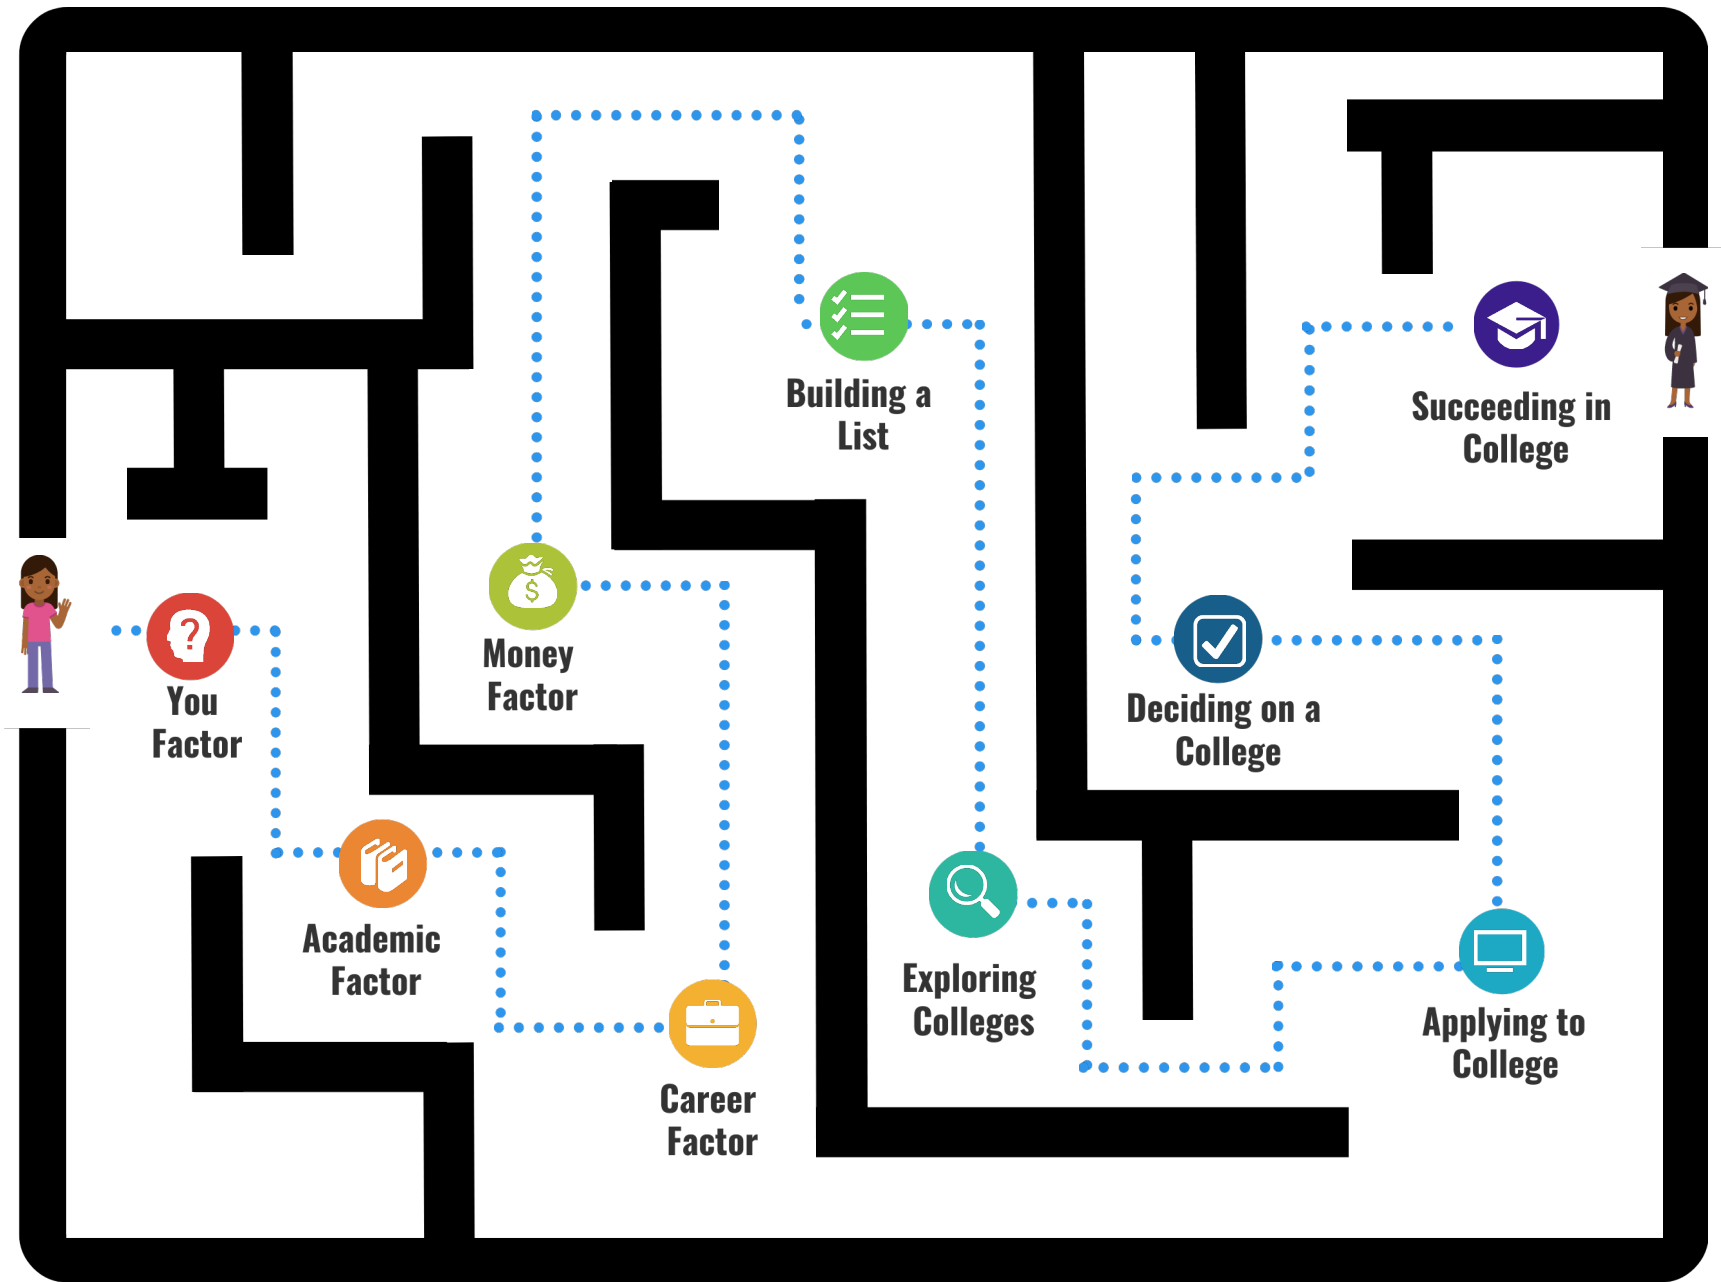 You
Factor
Academic
Factor
Career
Factor
$
Money
Factor
Building a
List
Exploring
Colleges
Applying to
College
Deciding on a
College
Succeeding in
College
?